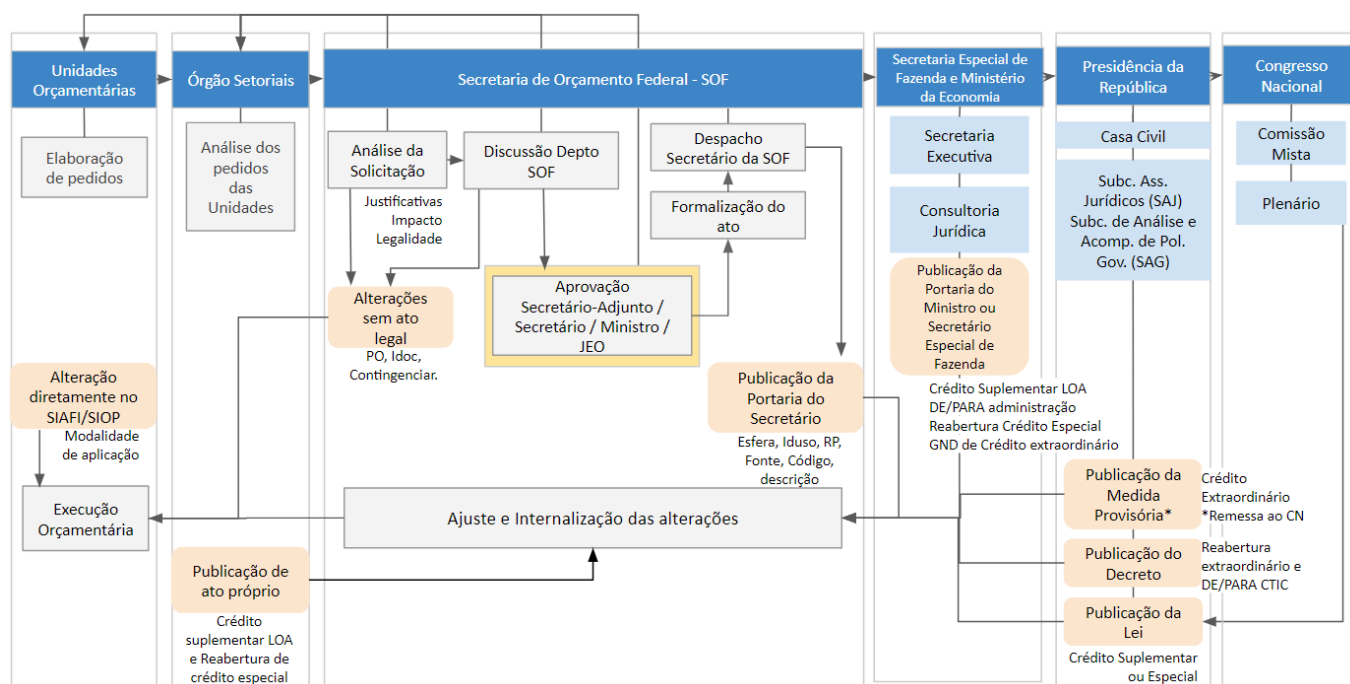 Unidades
Orçamentárias
Órgão Setoriais
Secretaria de Orçamento Federal - SOF
Secretaria Especial de
Fazenda e Ministério
da Economia
Presidência da
República
Congresso
Nacional
Elaboração
de pedidos
Análise dos
pedidos
das
Unidades
Análise da
Solicitação
Justificativas
Impacto
Legalidade
Discussão Depto
SOF
Despacho
Secretário da SOF
Formalização do
ato
Aprovação
Secretário-Adjunto /
Secretário / Ministro /
JEO
Alterações
sem ato
legal
PO, Idoc,
Contingenciar.
Publicação da
Portaria do
Secretário
Esfera, Iduso, RP,
Fonte, Código,
descrição
Secretaria
Executiva
Consultoria
Jurídica
Publicação da
Portaria do
Ministro ou
Secretário
Especial de
Fazenda
Crédito Suplementar LOA
DE/PARA administração
Reabertura Crédito Especial
GND de Crédito extraordinário
Casa Civil
Subc. Ass.
Jurídicos (SAJ)
Subc. de Análise e
Acomp. de Pol.
Gov. (SAG)
Comissão
Mista
Plenário
Alteração
diretamente no
SIAFI/SIOP
Modalidade
de aplicação
Execução
Orçamentária
Ajuste e Internalização das alterações
Publicação de
ato próprio
Crédito
suplementar LOA
e Reabertura de
crédito especial
Publicação da
Medida
Provisória*
Crédito
Extraordinário
*Remessa ao CN
Publicação do
Decreto
Reabertura
extraordinário e
DE/PARA CTIC
Publicação da
Lei
Crédito Suplementar
ou Especial